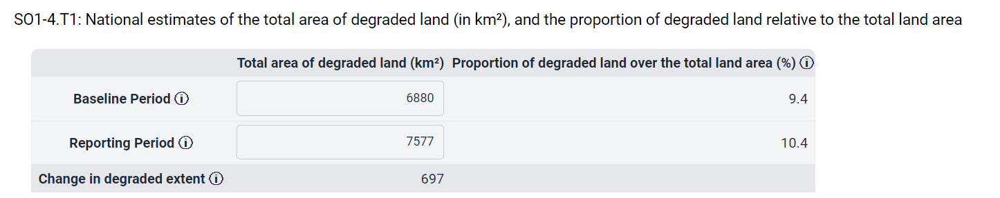 SO1-4.T1: National estimates of the total area of degraded land (in km²), and the proportion of degraded land relative to the total land area
Total area of degraded land (km²) Proportion of degraded land over the total land area (%) ⓘ
Baseline Period ⓘ 6880 9.4
Reporting Period ⓘ 7577 10.4
Change in degraded extent ⓘ 697